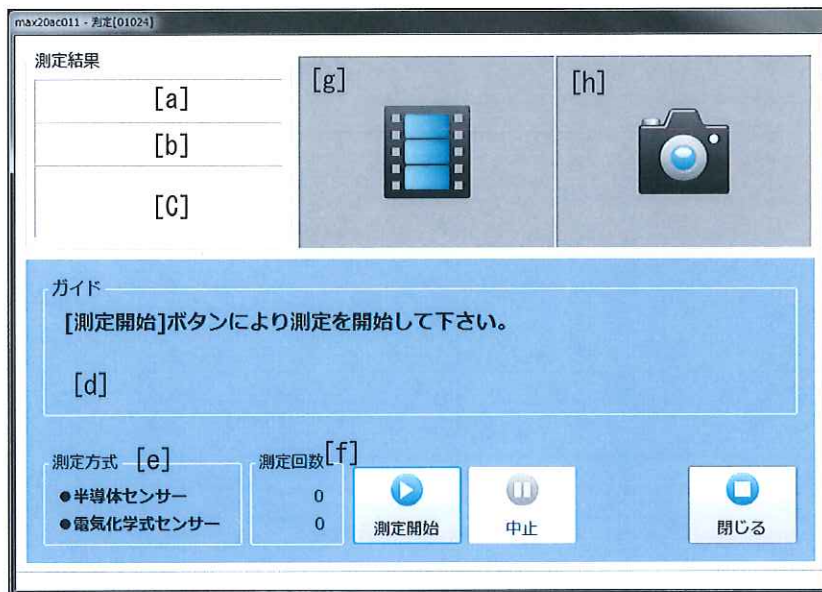 max20ac011 - 測定[01024]
測定結果
[a]
[b]
[C]
[g]
[h]
ガイド
[測定開始]ボタンにより測定を開始して下さい。
[d]
測定方式 [e]
●半導体センサー
●電気化学式センサー
測定回数[f]
0
0
測定開始
中止
閉じる